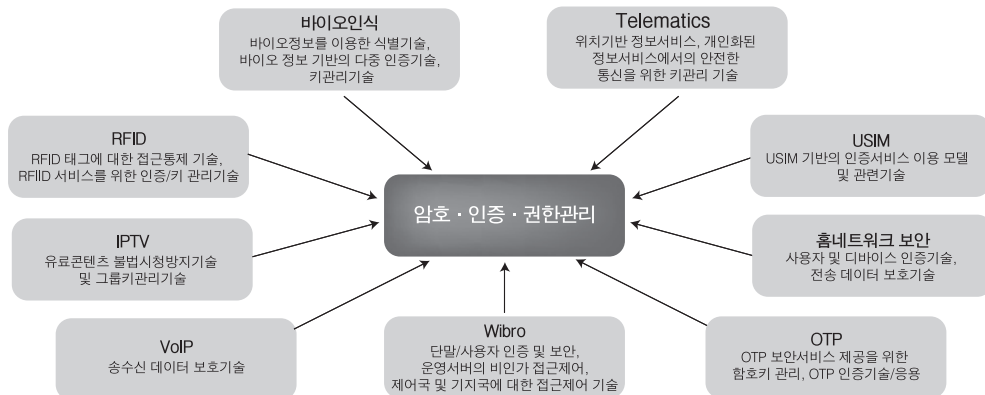 바이오인식
바이오정보를 이용한 식별기술,
바이오 정보 기반의 다중 인증기술,
키관리기술
Telematics
위치기반 정보서비스, 개인화된
정보서비스에서의 안전한
통신을 위한 키관리 기술
RFID
RFID 태그에 대한 접근통제 기술,
RFIID 서비스를 위한 인증/키 관리기술
USIM
USIM 기반의 인증서비스 이용 모델
및 관련기술
암호·인증·권한관리
IPTV
유료콘텐츠 불법시청방지기술
및 그룹키관리기술
홈네트워크 보안
사용자 및 디바이스 인증기술,
전송 데이터 보호기술
VoIP
송수신 데이터 보호기술
Wibro
단말/사용자 인증 및 보안,
운영서버의 비인가 접근제어,
제어국 및 기지국에 대한 접근제어 기술
OTP
OTP 보안서비스 제공을 위한
함호키 관리, OTP 인증기술/응용